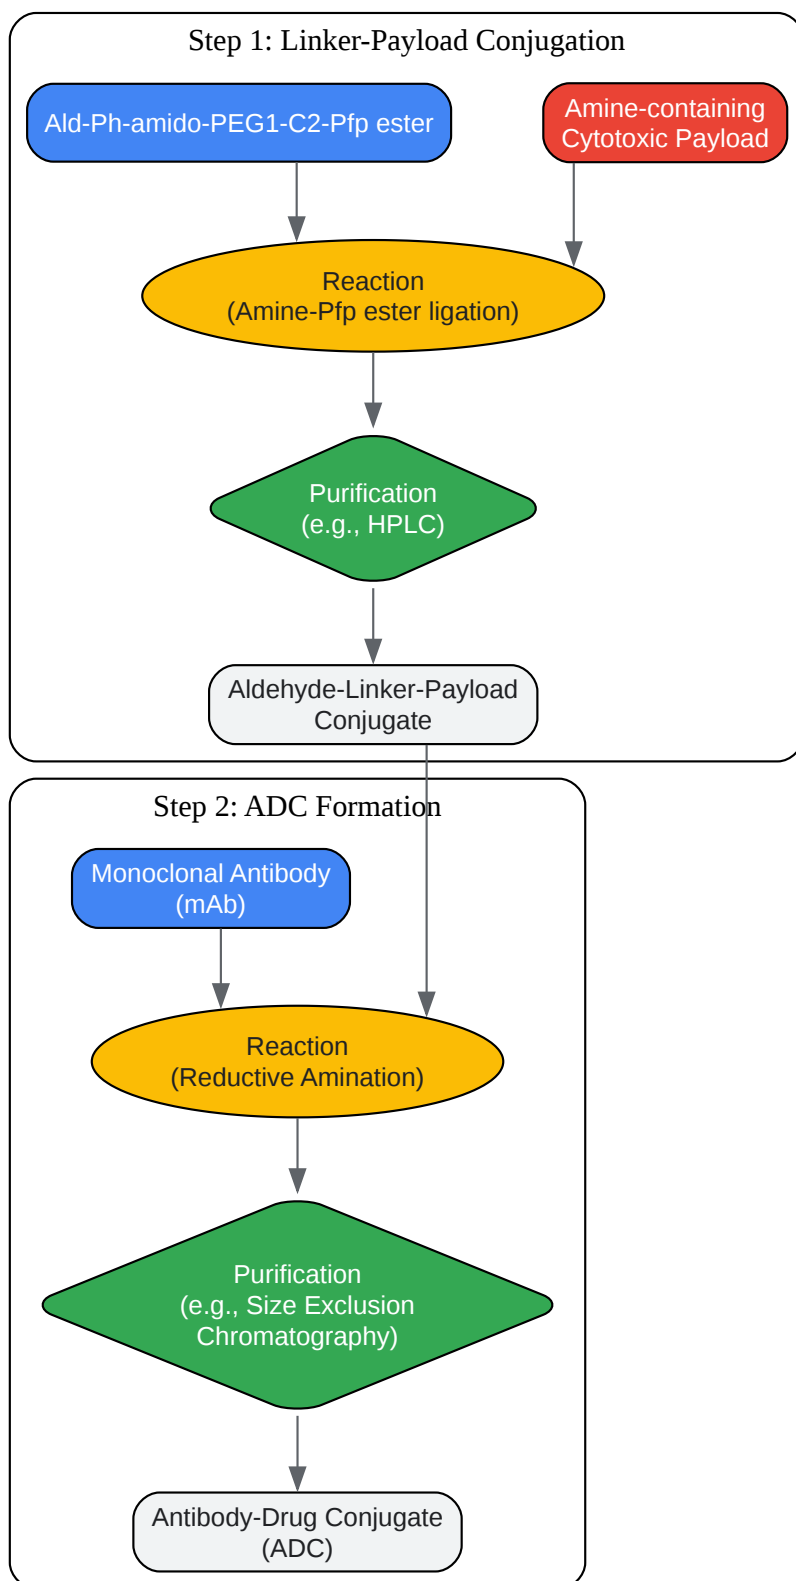 Step 1: Linker-Payload Conjugation
Ald-Ph-amido-PEG1-C2-Pfp ester
Amine-containing
Cytotoxic Payload
Reaction
(Amine-Pfp ester ligation)
Purification
(e.g., HPLC)
Aldehyde-Linker-Payload
Conjugate
Step 2: ADC Formation
Monoclonal Antibody
(mAb)
Reaction
(Reductive Amination)
Purification
(e.g., Size Exclusion
Chromatography)
Antibody-Drug Conjugate
(ADC)